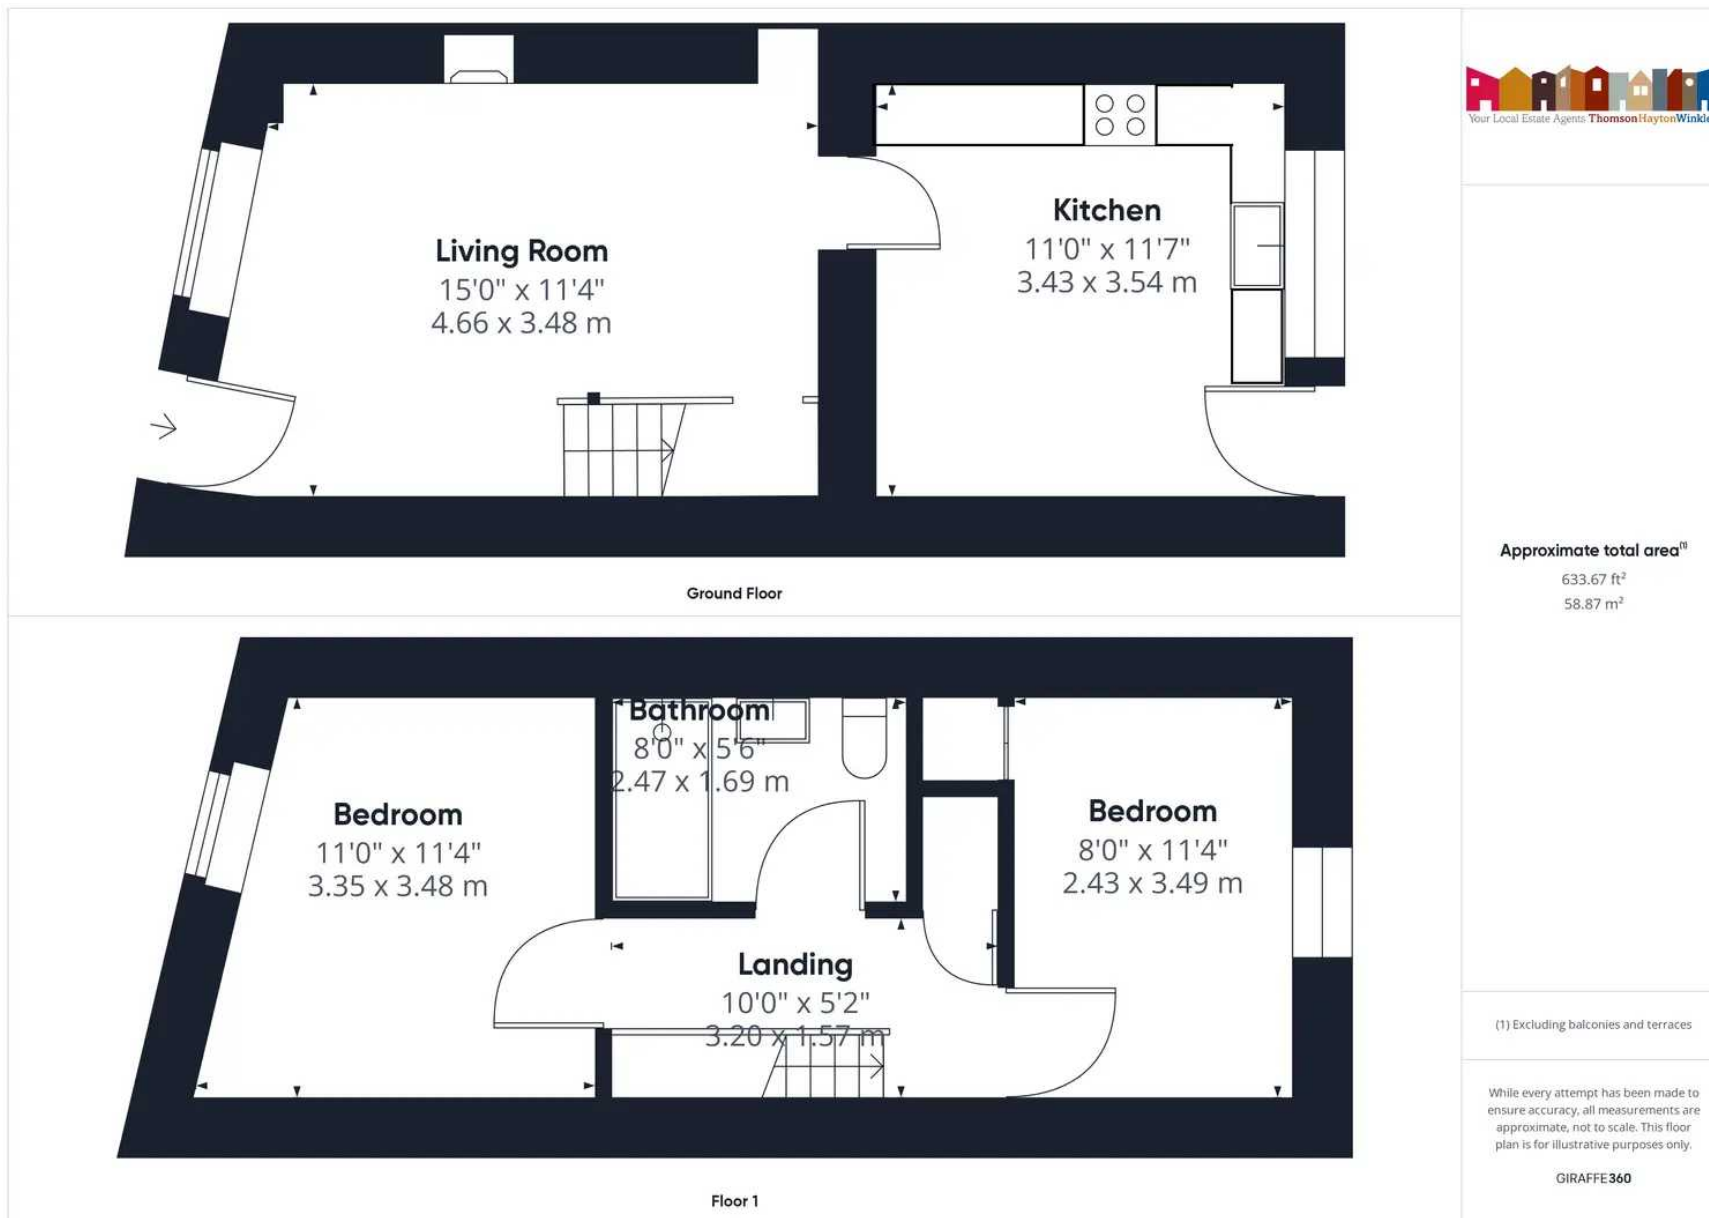 Living Room
15'0" x 11'4"
4.66 x 3.48 m
Kitchen
11'0" x 11'7"
3.43 x 3.54 m
Ground Floor
Bathroom
8'0" x 5'6"
2.47 x 1.69 m
Bedroom
11'0" x 11'4"
3.35 x 3.48 m
Bedroom
8'0" x 11'4"
2.43 x 3.49 m
Landing
10'0" x 5'2"
3.20 x 1.57 m
Floor 1
Your Local Estate Agents ThomsonHaytonWinkle
Approximate total area(1)
633.67 ft²
58.87 m²
(1) Excluding balconies and terraces
While every attempt has been made to
ensure accuracy, all measurements are
approximate, not to scale. This floor
plan is for illustrative purposes only.
GIRAFFE360